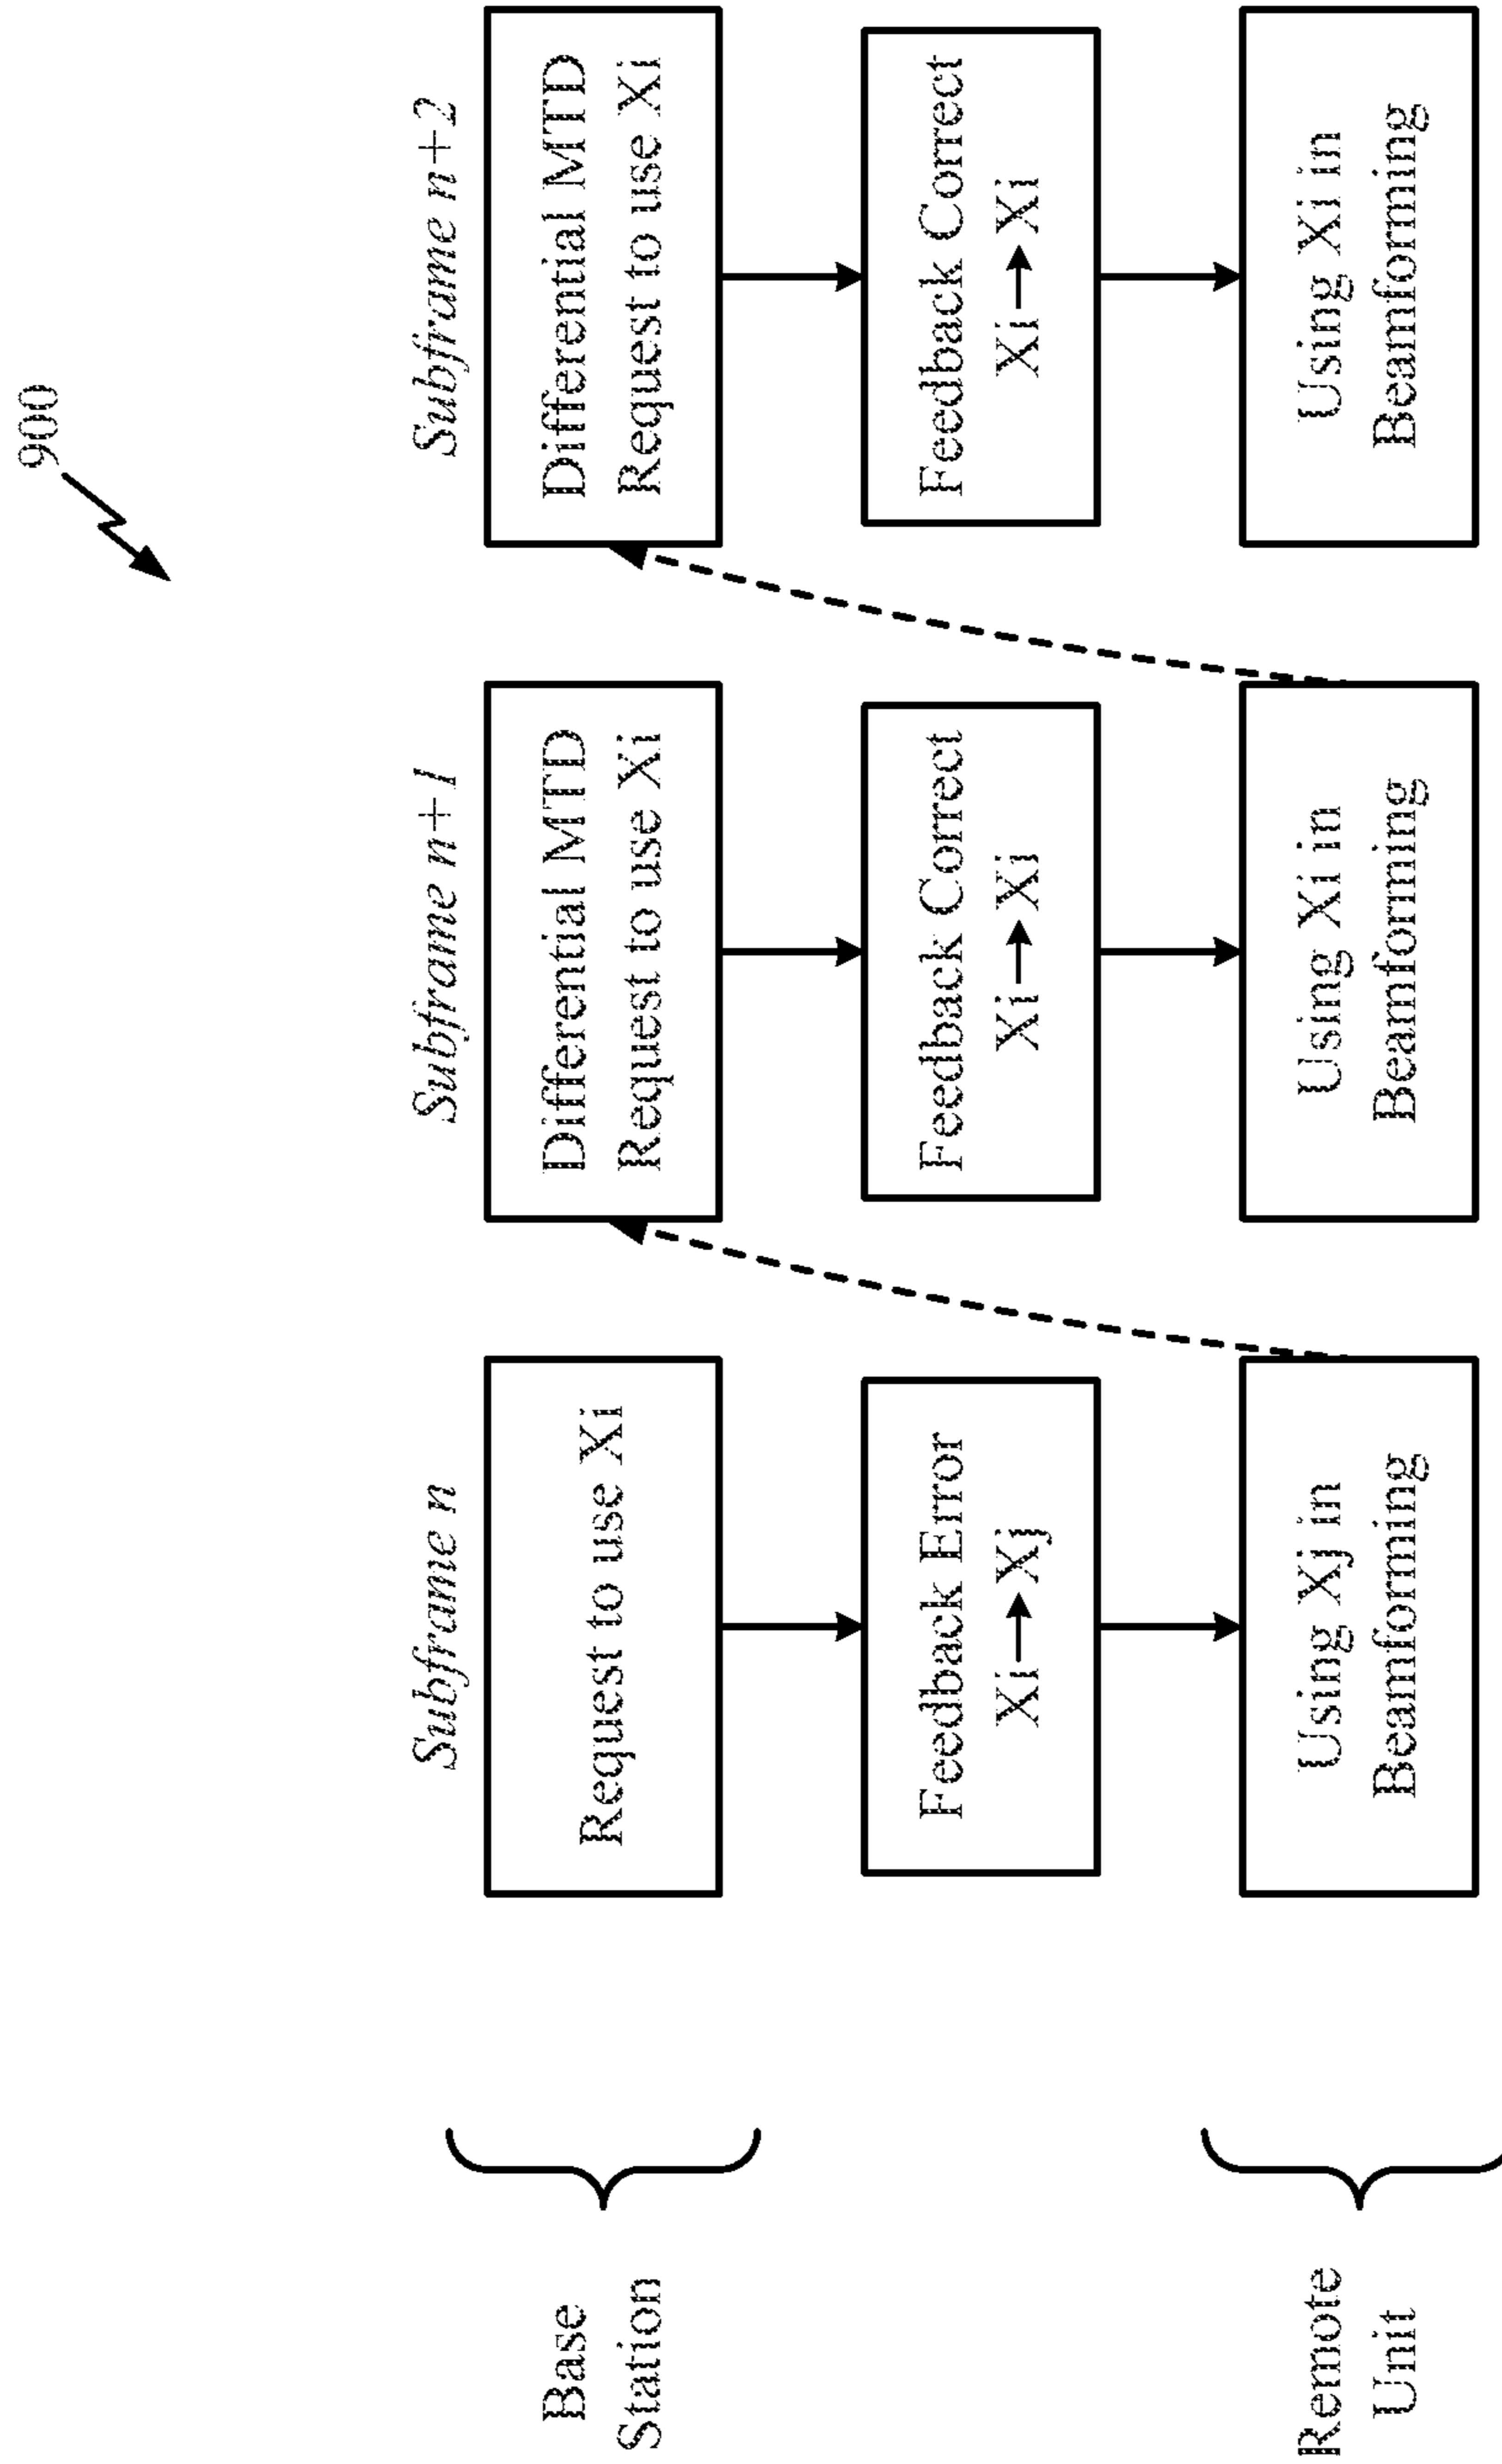 900
Subframe n
Subframe n+1
Subframe n+2
Base
Station
Request to use Xi
Differential MTD
Request to use Xi
Differential MTD
Request to use Xi
Feedback Error
Xi→Xj
Feedback Correct
Xi→Xi
Feedback Correct
Xi→Xi
Remote
Unit
Using Xj in
Beamforming
Using Xi in
Beamforming
Using Xi in
Beamforming